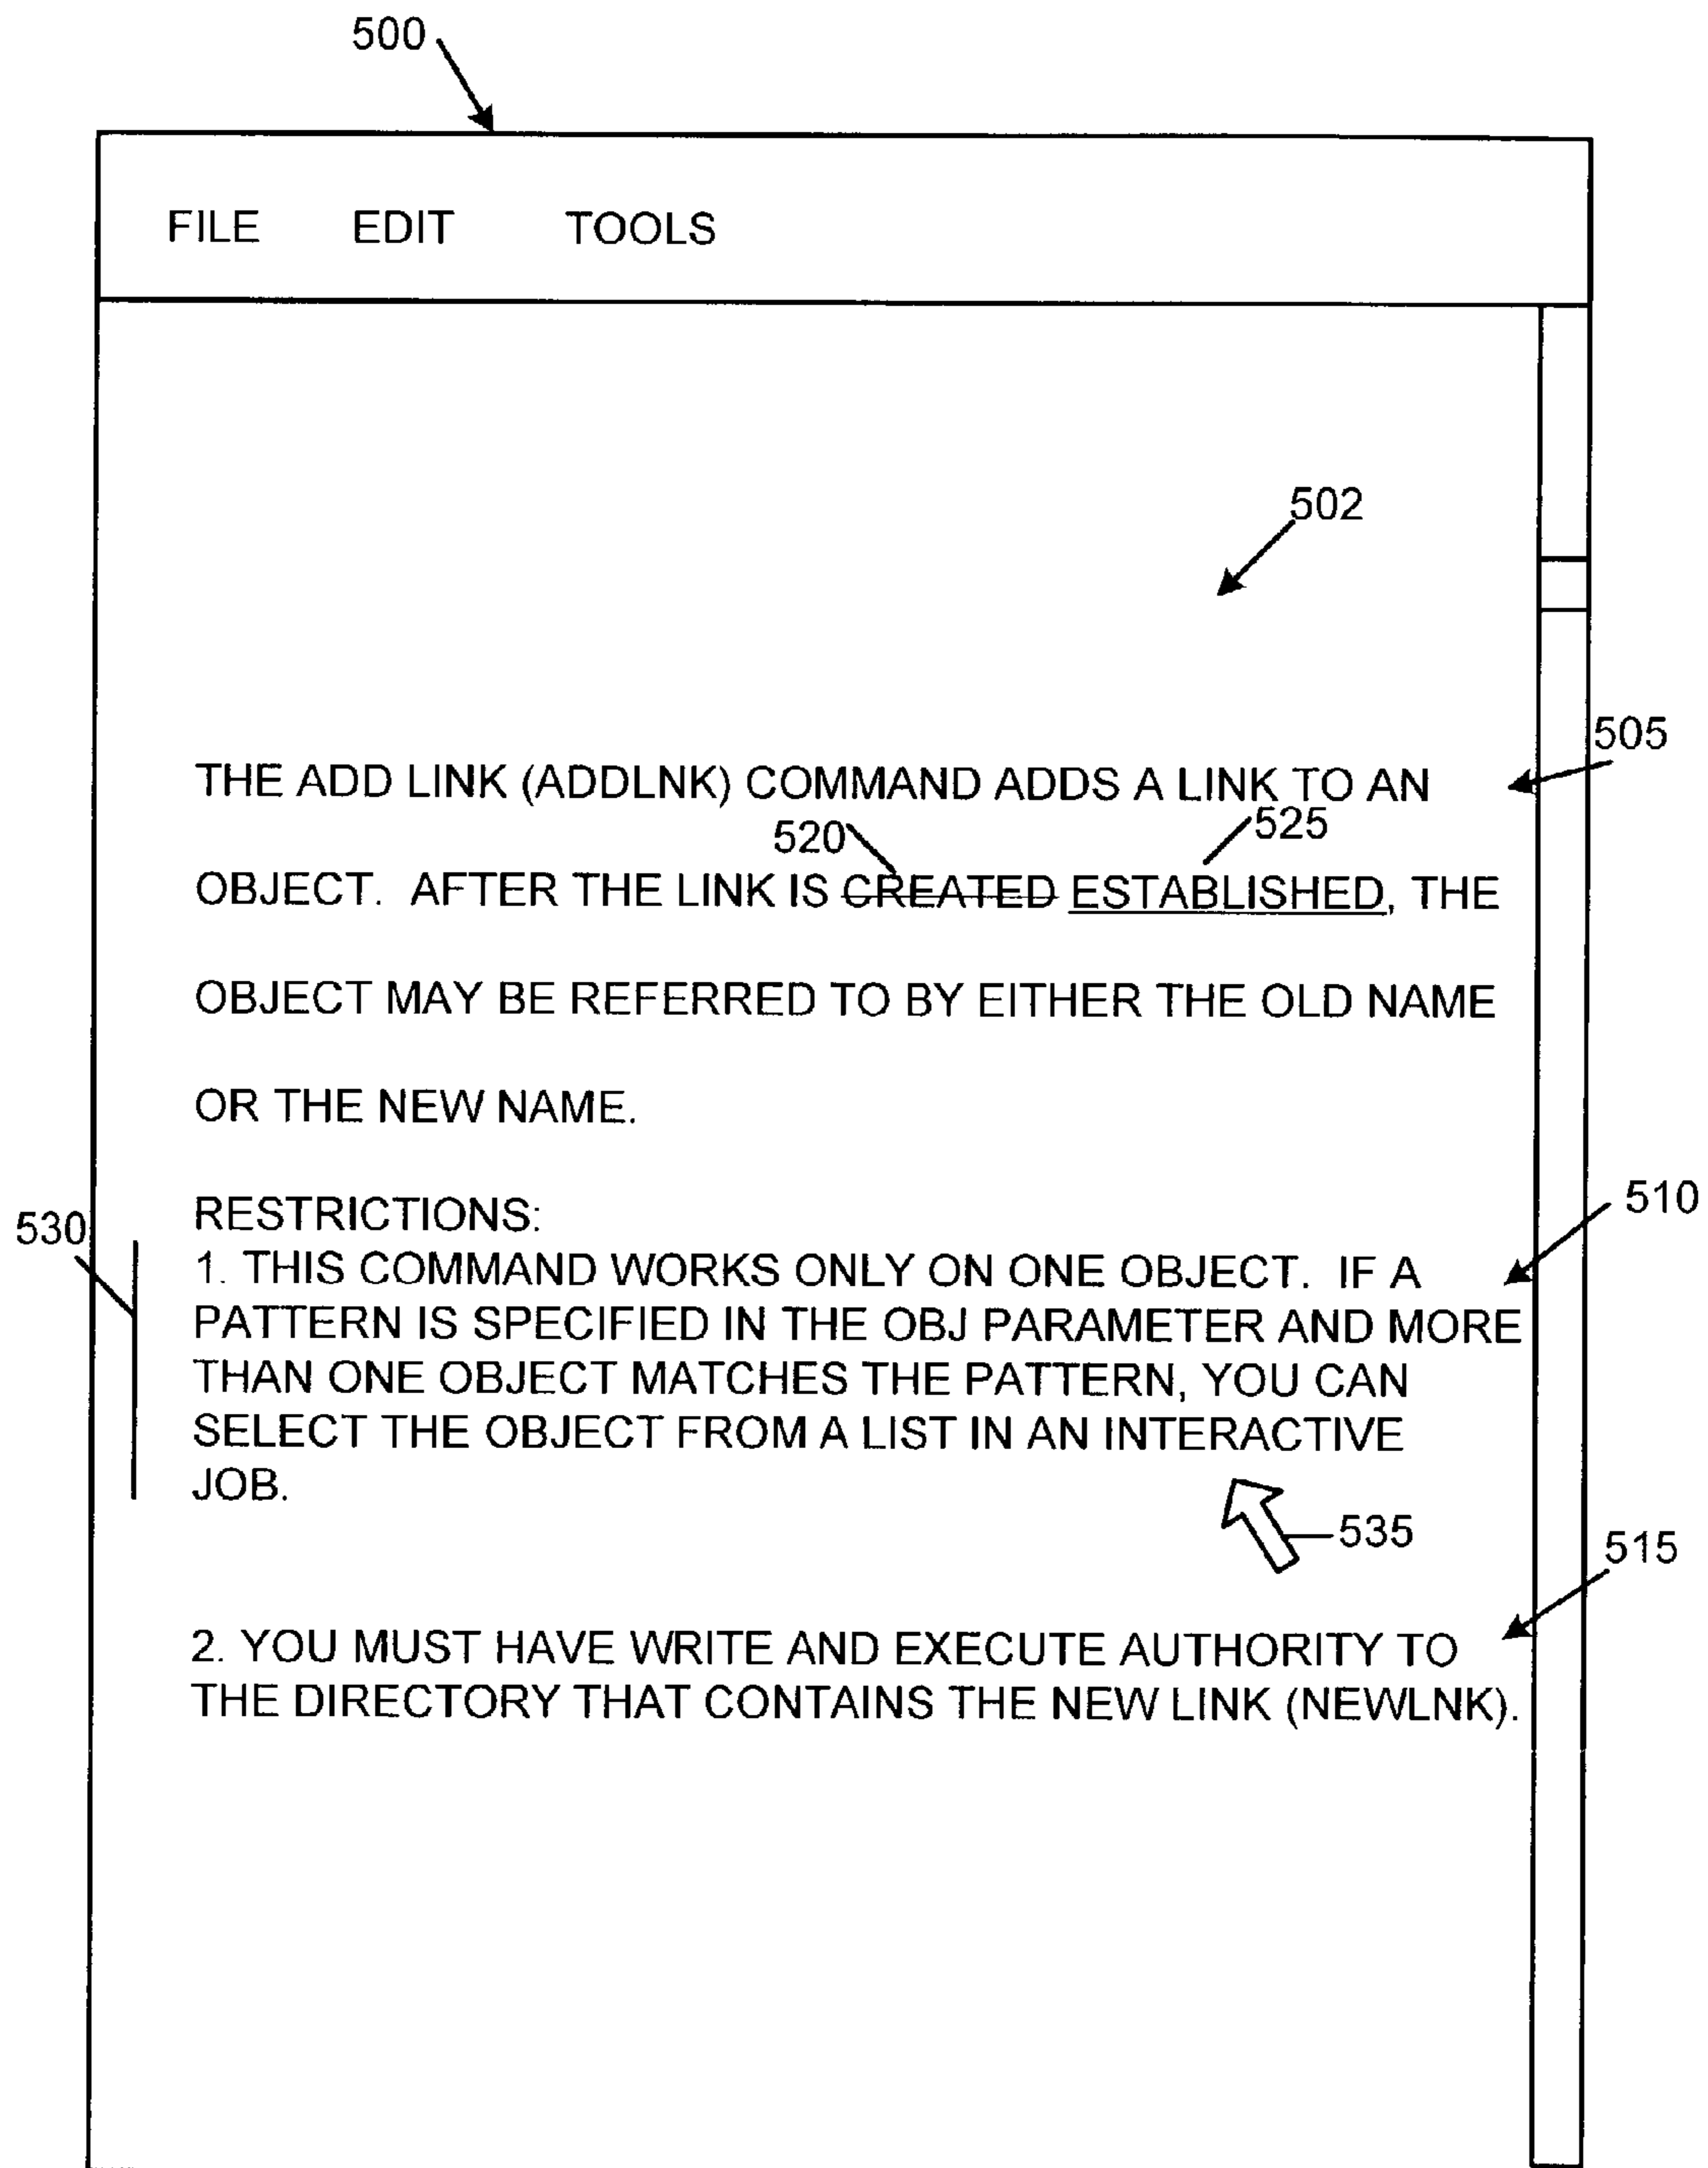 500
FILE EDIT TOOLS
502
505
THE ADD LINK (ADDLNK) COMMAND ADDS A LINK TO AN
520 525
OBJECT. AFTER THE LINK IS CREATED ESTABLISHED, THE
OBJECT MAY BE REFERRED TO BY EITHER THE OLD NAME
OR THE NEW NAME.
510
RESTRICTIONS:
530
1. THIS COMMAND WORKS ONLY ON ONE OBJECT. IF A
PATTERN IS SPECIFIED IN THE OBJ PARAMETER AND MORE
THAN ONE OBJECT MATCHES THE PATTERN, YOU CAN
SELECT THE OBJECT FROM A LIST IN AN INTERACTIVE
JOB.
535
515
2. YOU MUST HAVE WRITE AND EXECUTE AUTHORITY TO
THE DIRECTORY THAT CONTAINS THE NEW LINK (NEWLNK).